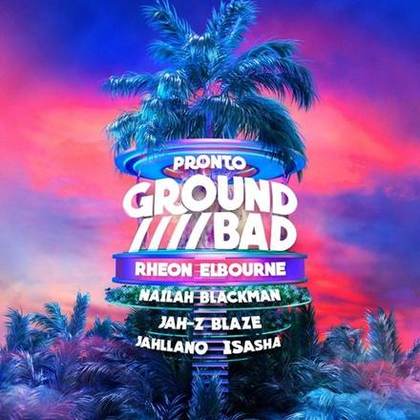 PRONTO
GROUND
////BAD
RHEON ELBOURNE
NAILAH BLACKMAN
JAH-Z BLAZE
JAHLLANO ISASHA